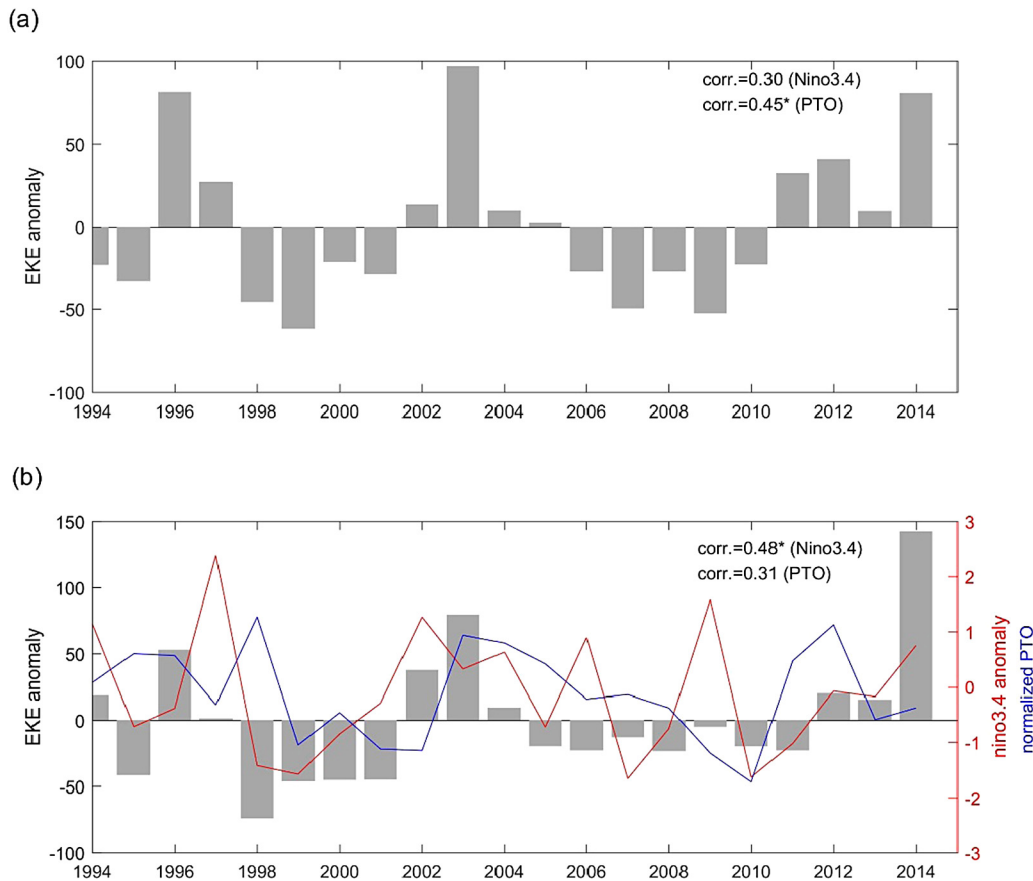 (a)
100
50
0
-50
-100
EKE anomaly
corr.=0.30 (Nino3.4)
corr.=0.45* (PTO)
1994 1996 1998 2000 2002 2004 2006 2008 2010 2012 2014
(b)
150
100
50
0
-50
-100
EKE anomaly
corr.=0.48* (Nino3.4)
corr.=0.31 (PTO)
3
2
1
0
-1
-2
-3
nino3.4 anomaly
normalized PTO
1994 1996 1998 2000 2002 2004 2006 2008 2010 2012 2014